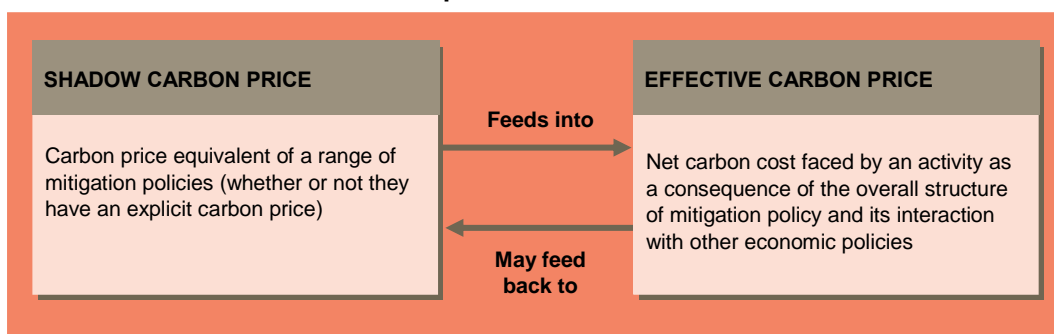 SHADOW CARBON PRICE
Carbon price equivalent of a range of
mitigation policies (whether or not they
have an explicit carbon price)
Feeds into
May feed
back to
EFFECTIVE CARBON PRICE
Net carbon cost faced by an activity as
a consequence of the overall structure
of mitigation policy and its interaction
with other economic policies